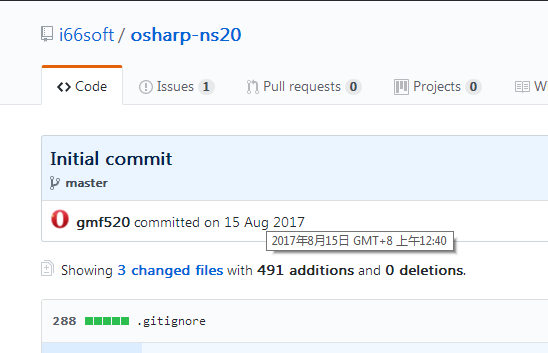 i66soft / osharp-ns20
<> Code Issues 1 Pull requests 0 Projects 0 W
Initial commit
master
gmf520 committed on 15 Aug 2017
2017年8月15日 GMT+8 上午12:40
Showing 3 changed files with 491 additions and 0 deletions.
288 .gitignore